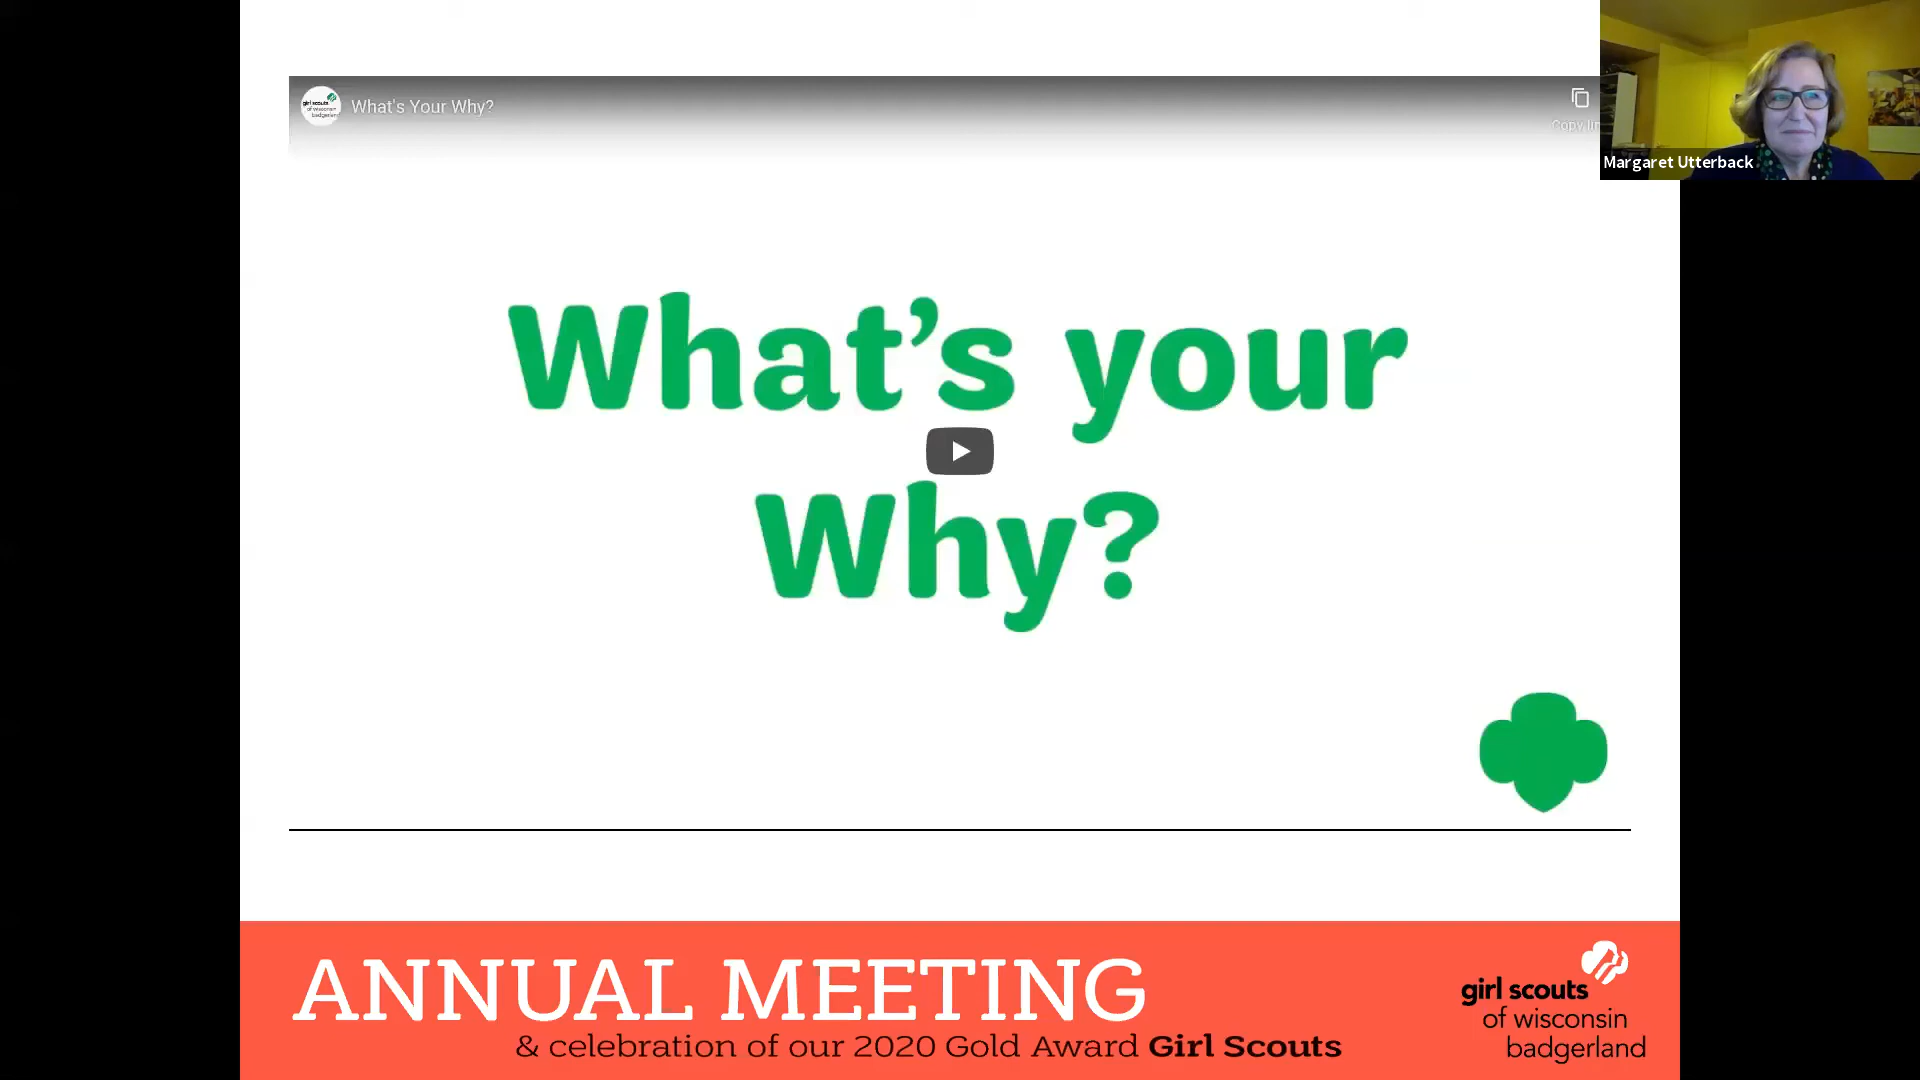 What's Your Why?
Margaret Utterback
What's your
Why?
ANNUAL MEETING
& celebration of our 2020 Gold Award Girl Scouts
girl scouts
of wisconsin
badgerland